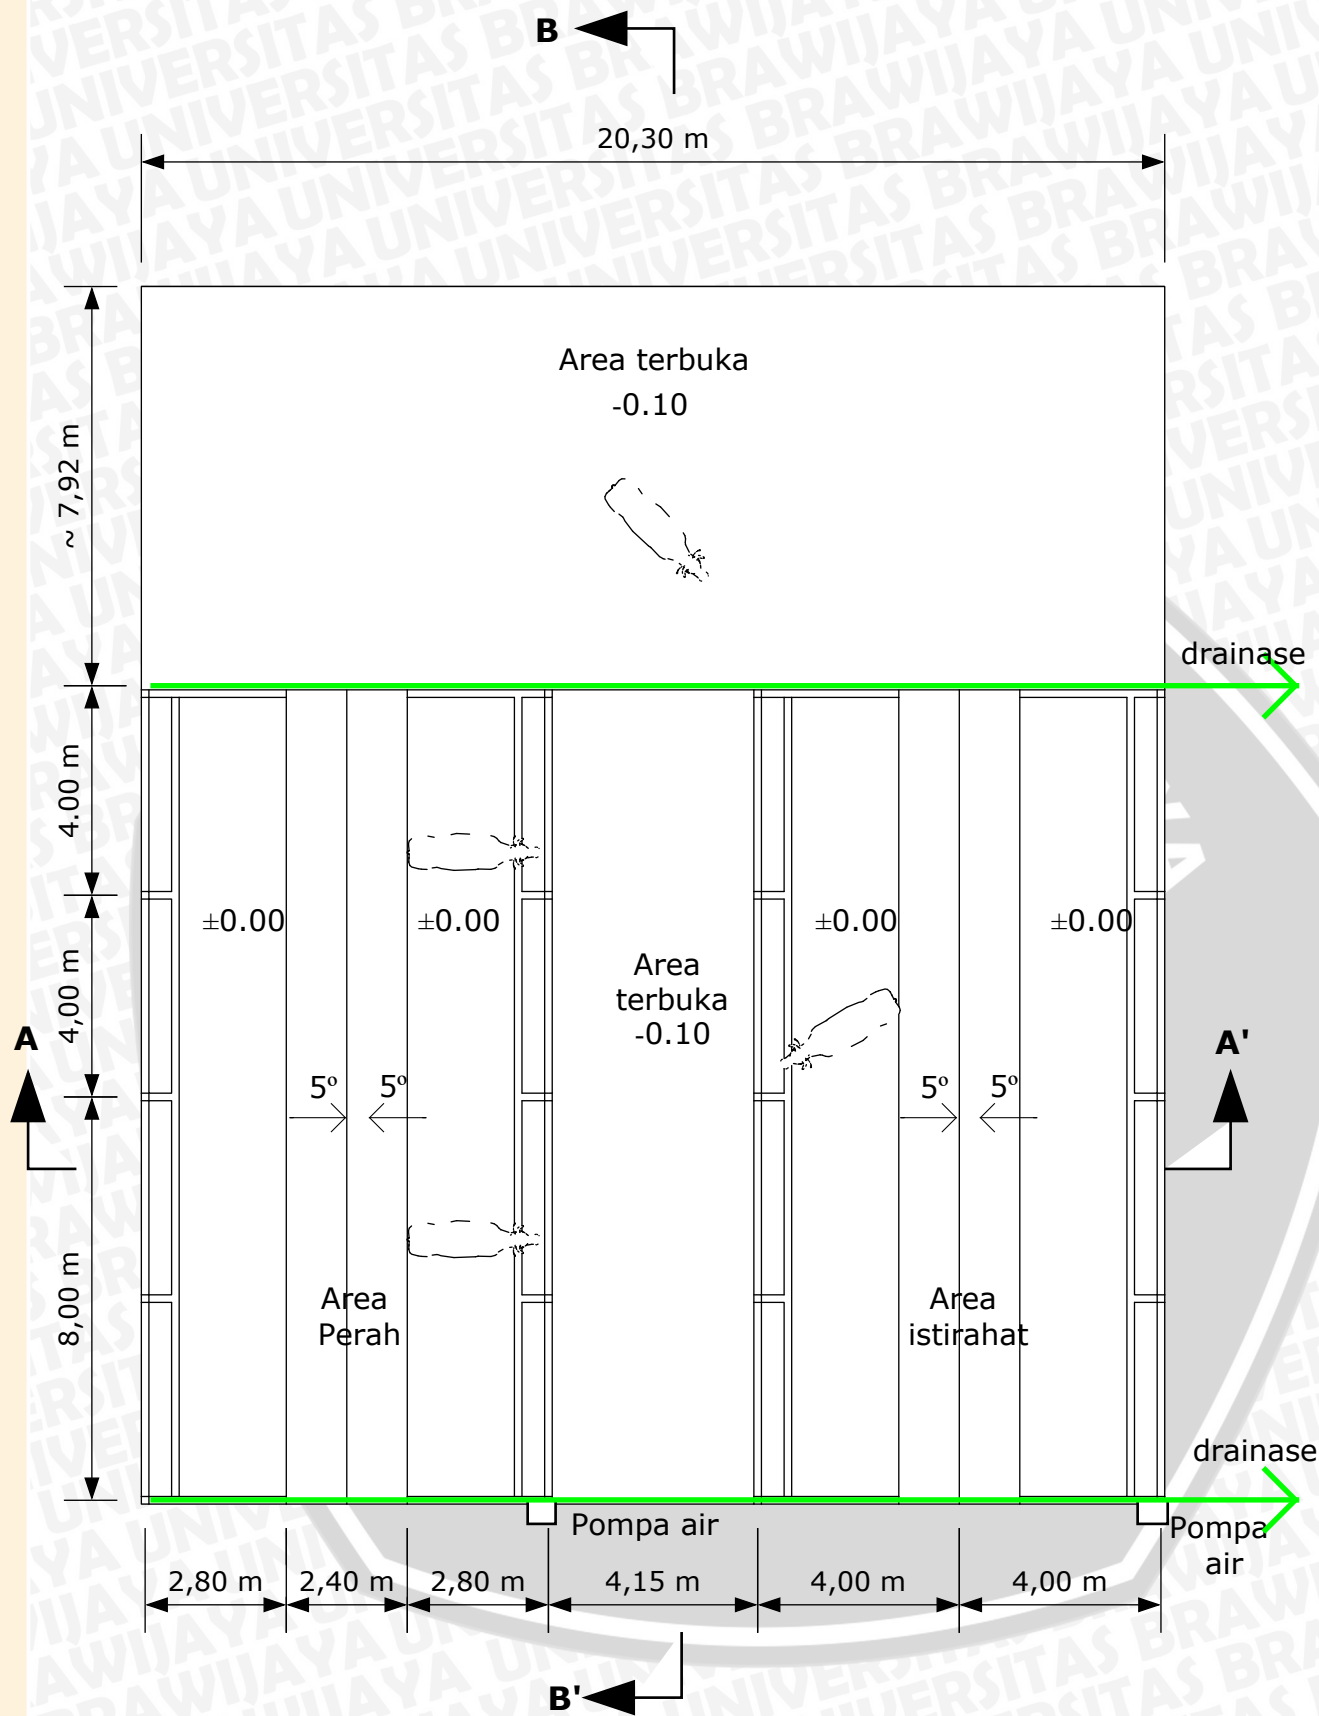 B
20,30 m
Area terbuka
-0.10
~ 7,92 m
drainase
4.00 m
±0.00
±0.00
±0.00
±0.00
4,00 m
Area
terbuka
-0.10
A
A'
5º
5º
5º
5º
8,00 m
Area
Perah
Area
istirahat
drainase
Pompa air
Pompa
air
2,80 m
2,40 m
2,80 m
4,15 m
4,00 m
4,00 m
B'